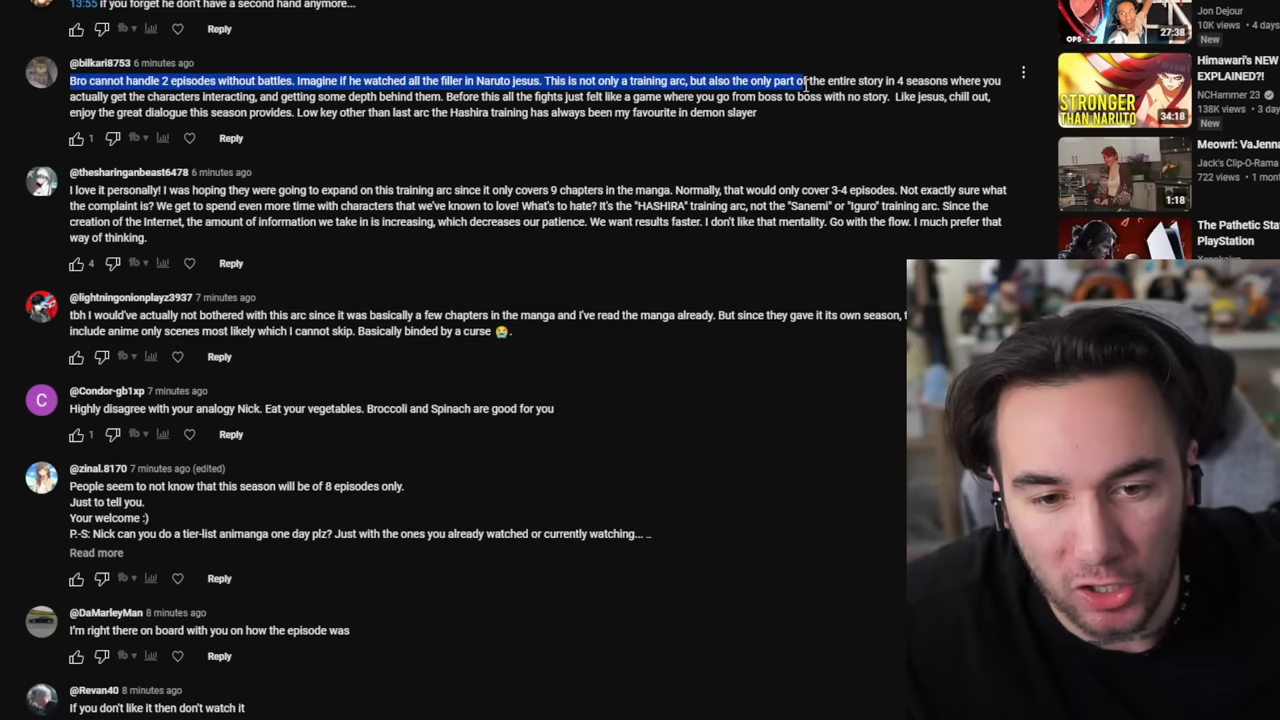 13:55 if you forget he don't have a second hand anymore...
Reply
@bilkari8753 6 minutes ago
Bro cannot handle 2 episodes without battles. Imagine if he watched all the filler in Naruto jesus. This is not only a training arc, but also the only part of the entire story in 4 seasons where you
actually get the characters interacting, and getting some depth behind them. Before this all the fights just felt like a game where you go from boss to boss with no story.  Like jesus, chill out,
enjoy the great dialogue this season provides. Low key other than last arc the Hashira training has always been my favourite in demon slayer
1 Reply
@thesharinganbeast6478 6 minutes ago
I love it personally! I was hoping they were going to expand on this training arc since it only covers 9 chapters in the manga. Normally, that would only cover 3-4 episodes. Not exactly sure what
the complaint is? We get to spend even more time with characters that we've known to love! What's to hate? It's the "HASHIRA" training arc, not the "Sanemi" or "Iguro" training arc. Since the
creation of the Internet, the amount of information we take in is increasing, which decreases our patience. We want results faster. I don't like that mentality. Go with the flow. I much prefer that
way of thinking.
4 Reply
@lightningonionplayz3937 7 minutes ago
tbh I would've actually not bothered with this arc since it was basically a few chapters in the manga and I've read the manga already. But since they gave it its own season,
include anime only scenes most likely which I cannot skip. Basically binded by a curse 😭.
Reply
C
@Condor-gb1xp 7 minutes ago
Highly disagree with your analogy Nick. Eat your vegetables. Broccoli and Spinach are good for you
1 Reply
@zinal.8170 7 minutes ago (edited)
People seem to not know that this season will be of 8 episodes only.
Just to tell you.
Your welcome :)
P.-S: Nick can you do a tier-list animanga one day plz? Just with the ones you already watched or currently watching... ...
Read more
Reply
@DaMarleyMan 8 minutes ago
I'm right there on board with you on how the episode was
Reply
@Revan40 8 minutes ago
If you don't like it then don't watch it
OPS
27:38
Jon Dejour
10K views • 4 days
New
STRONGER
THAN NARUTO
34:18
Himawari's NEW
EXPLAINED?!
NCHammer 23
138K views • 3 day
New
1:18
Meowri: VaJenna
Jack's Clip-O-Rama
722 views • 1 mont
The Pathetic Sta
PlayStation